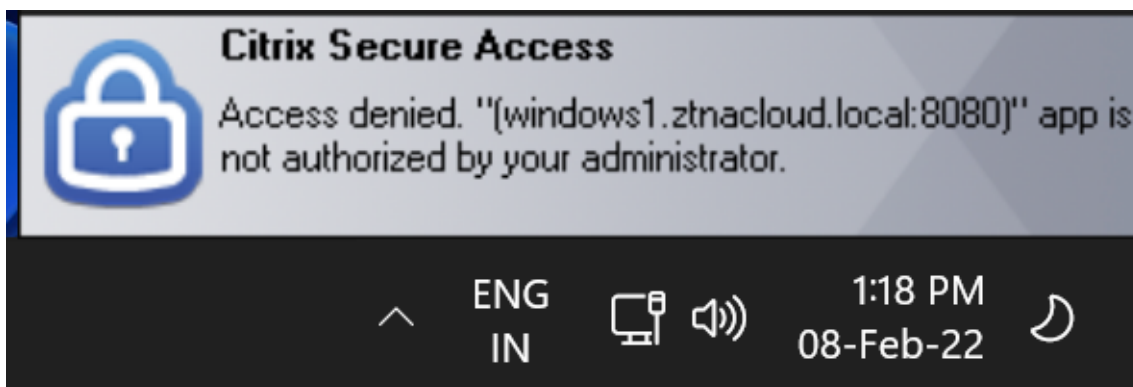 Citrix Secure Access
Access denied. "(windows1.ztnacloud.local:8080)" app is
not authorized by your administrator.
ENG
IN
1:18 PM
08-Feb-22